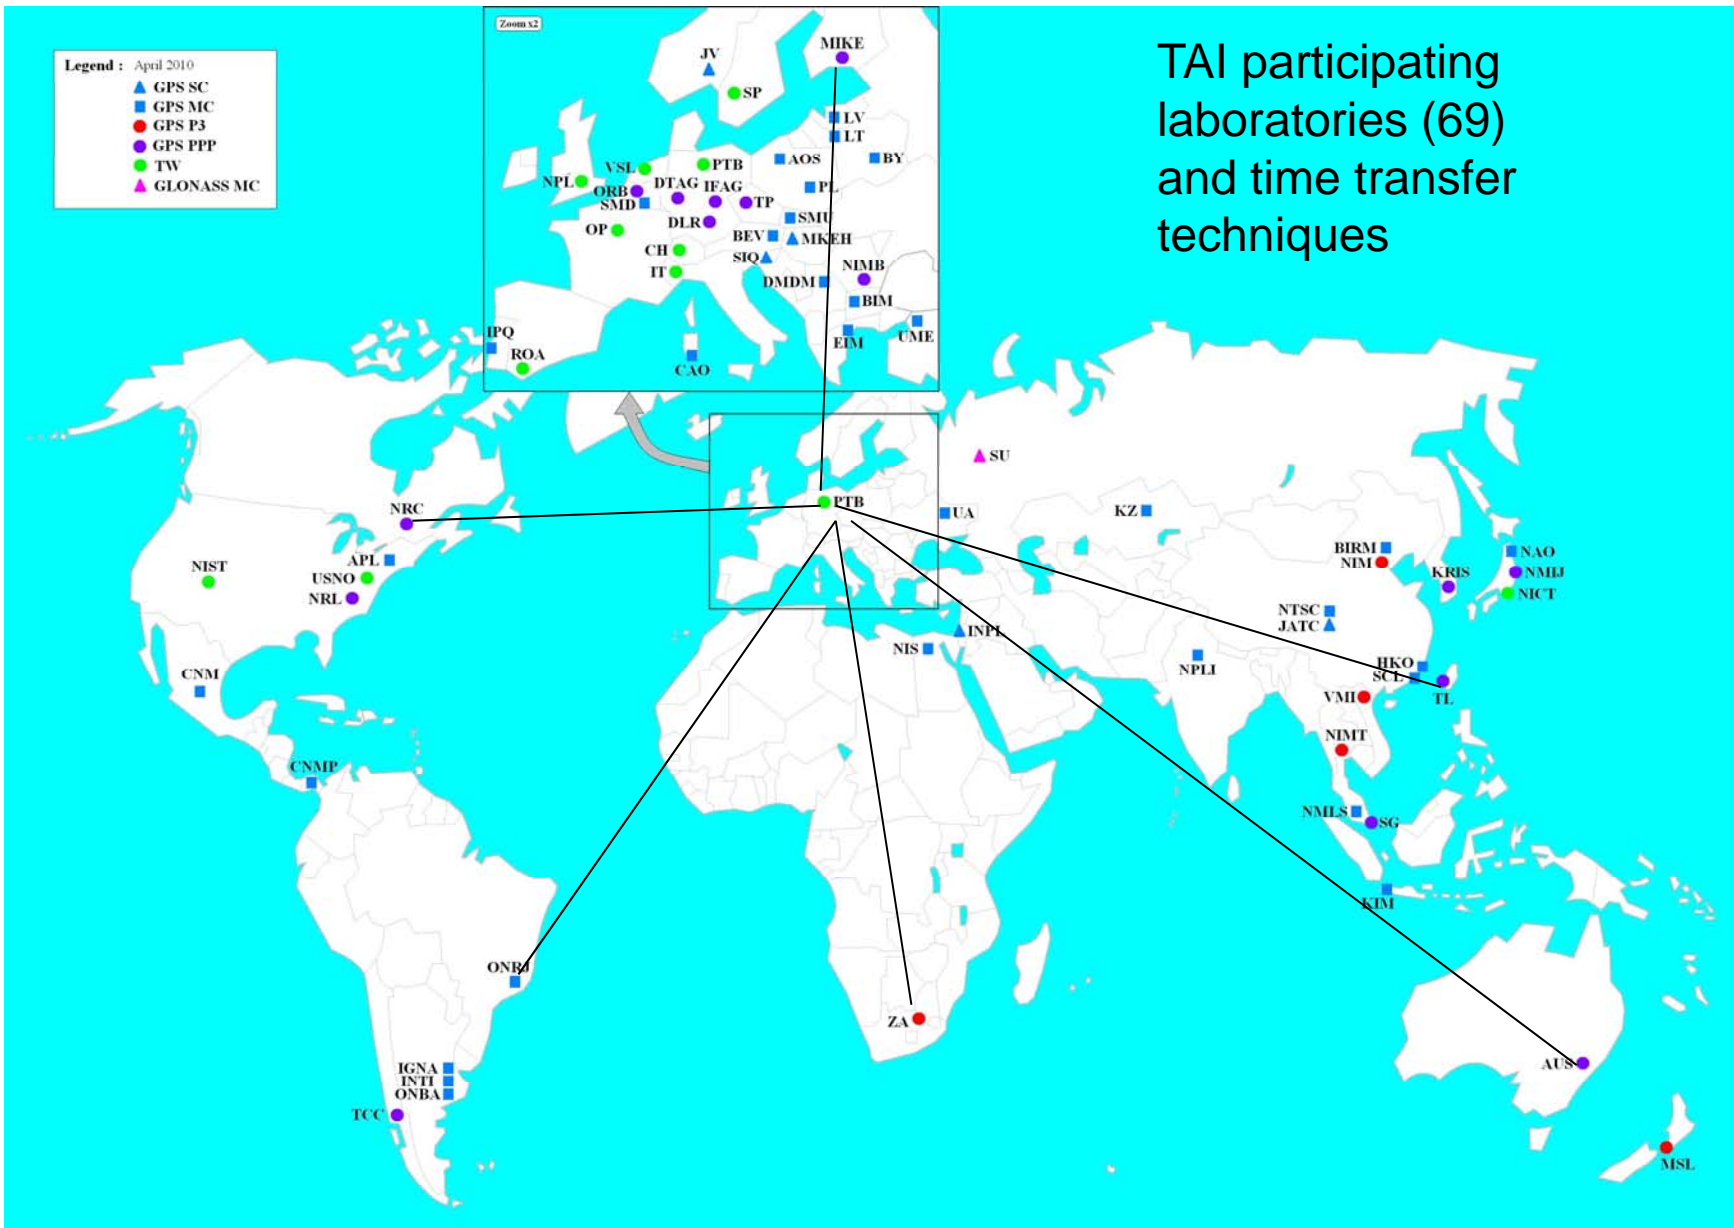 Zoom x2
TAI participating
laboratories (69)
and time transfer
techniques
Legend : April 2010
GPS SC
GPS MC
GPS P3
GPS PPP
TW
GLONASS MC
JV
MIKE
SP
LV
LT
VSL
PTB
AOS
BY
NPL
ORB
DTAG
IFAG
TP
PL
SMD
OP
DLR
SMU
BEV
MKEH
CH
SIQ
IT
NIMB
DMDM
BIM
IPQ
ROA
CAO
EIM
UME
SU
PTB
NRC
UA
KZ
APL
NIST
USNO
NRL
BIRM
NIM
KRIS
NAO
NMIJ
NICT
NTSC
JATC
INPL
NIS
NPLI
HKO
SCL
TL
CNM
VMI
NIMT
CNMP
NMLS
SG
KIM
ONRJ
ZA
AUS
IGNA
INTI
ONBA
TCC
MSL